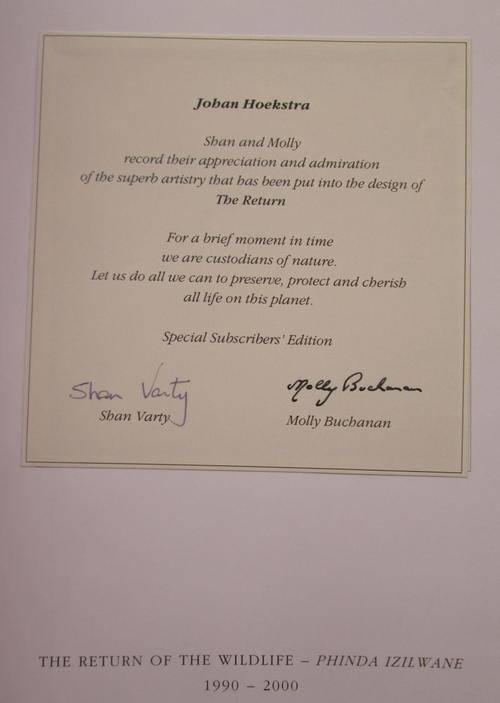 Johan Hoekstra
Shan and Molly
record their appreciation and admiration
of the superb artistry that has been put into the design of
The Return
For a brief moment in time
we are custodians of nature.
Let us do all we can to preserve, protect and cherish
all life on this planet.
Special Subscribers' Edition
Shan Varty
Molly Buchanan
Shan Varty
Molly Buchanan
THE RETURN OF THE WILDLIFE – PHINDA IZILWANE
1990 – 2000